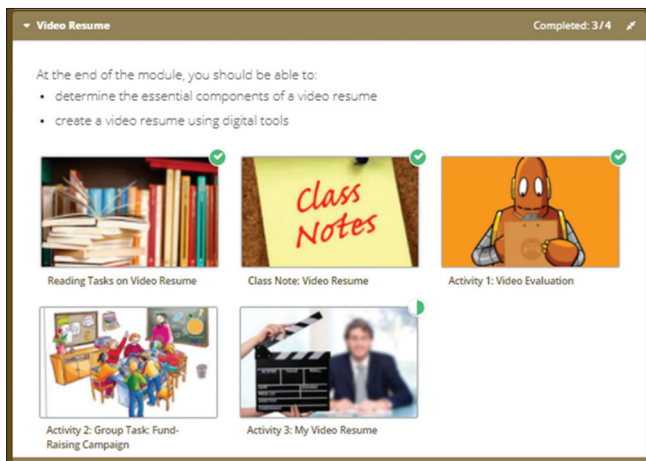 Video Resume
Completed: 3/4
At the end of the module, you should be able to:
• determine the essential components of a video resume
• create a video resume using digital tools
Class
Notes
Reading Tasks on Video Resume
Class Note: Video Resume
Activity 1: Video Evaluation
Activity 2: Group Task: Fund-
Raising Campaign
Activity 3: My Video Resume